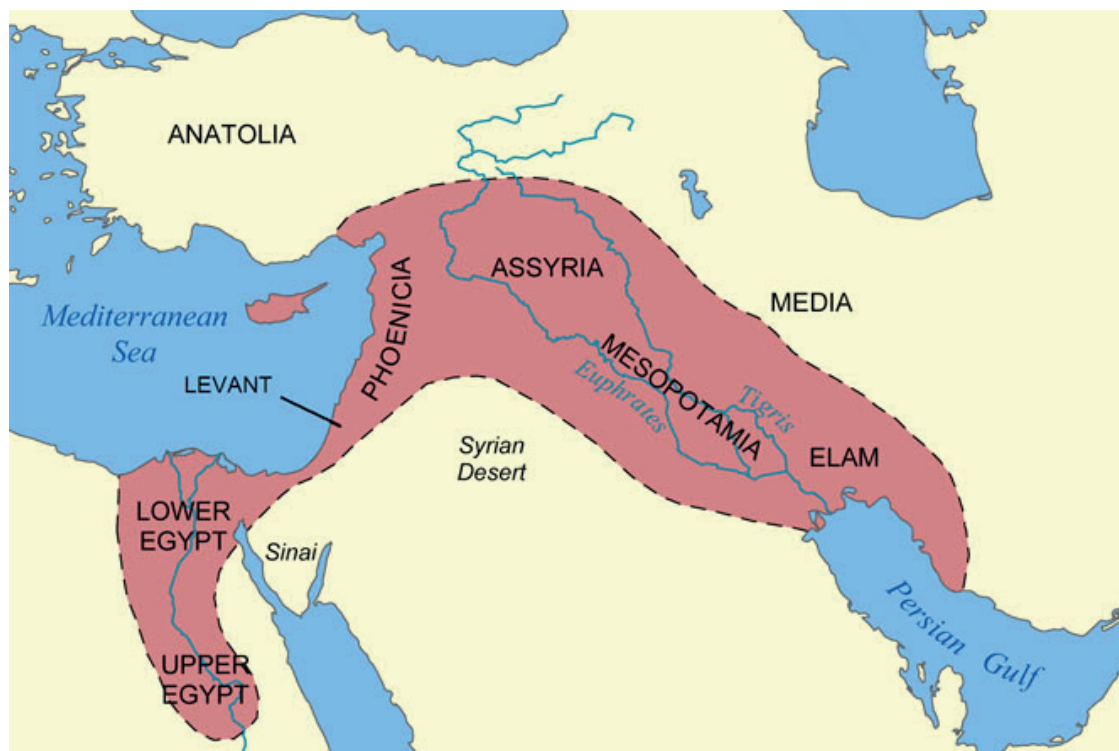 ANATOLIA
ASSYRIA
MEDIA
Mediterranean
Sea
PHOENICIA
LEVANT
MESOPOTAMIA
Euphrates
Tigris
Syrian
Desert
ELAM
LOWER
EGYPT
Sinai
Persian Gulf
UPPER
EGYPT